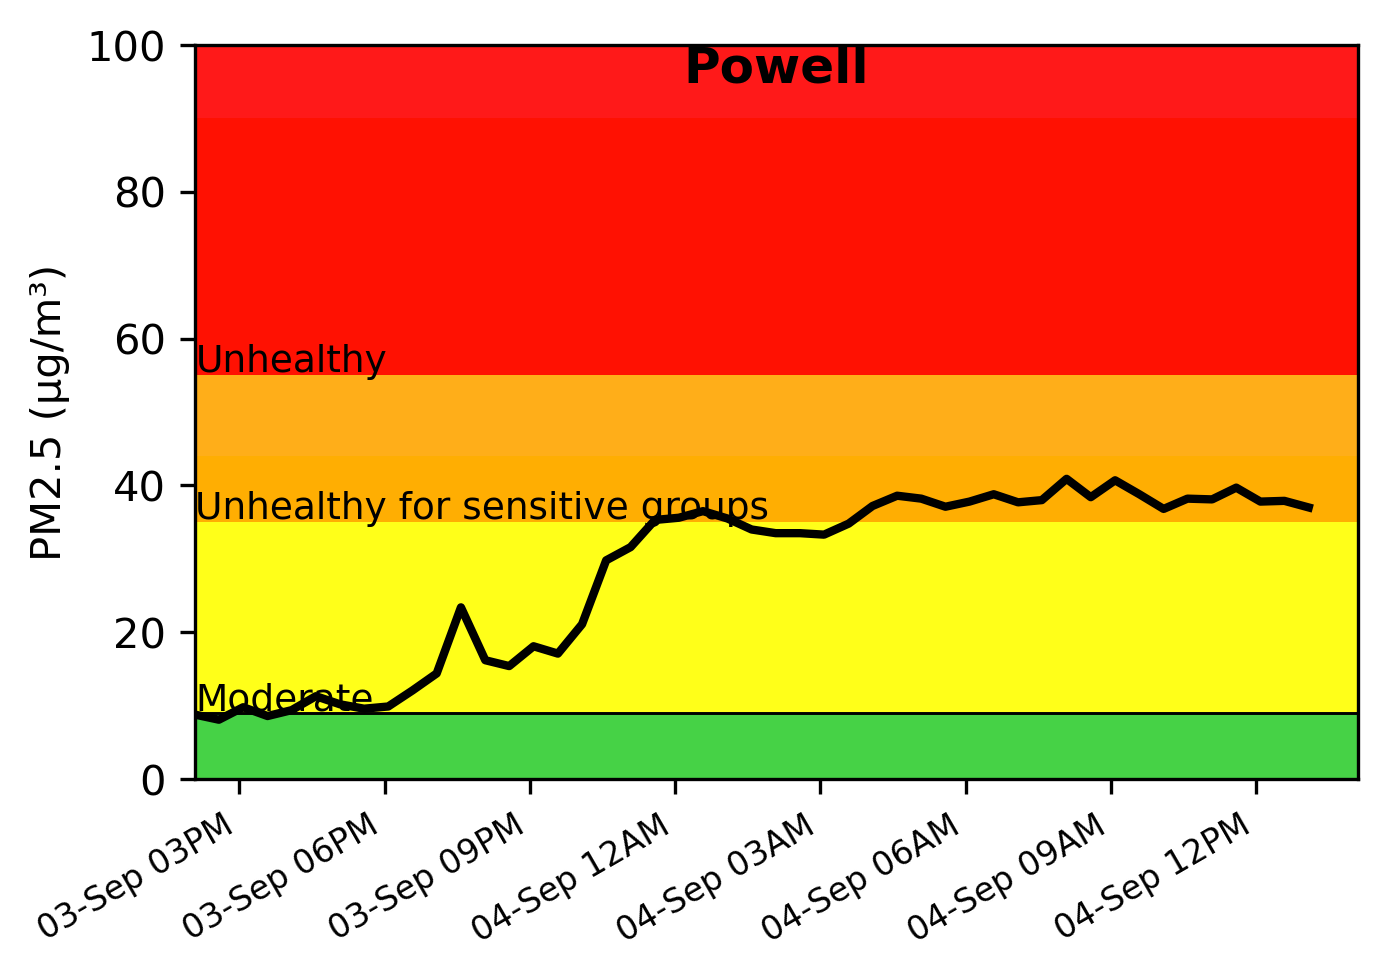 Powell
100
80
60
40
20
0
PM2.5 (µg/m³)
Unhealthy
Unhealthy for sensitive groups
Moderate
03-Sep 03PM
03-Sep 06PM
03-Sep 09PM
04-Sep 12AM
04-Sep 03AM
04-Sep 06AM
04-Sep 09AM
04-Sep 12PM